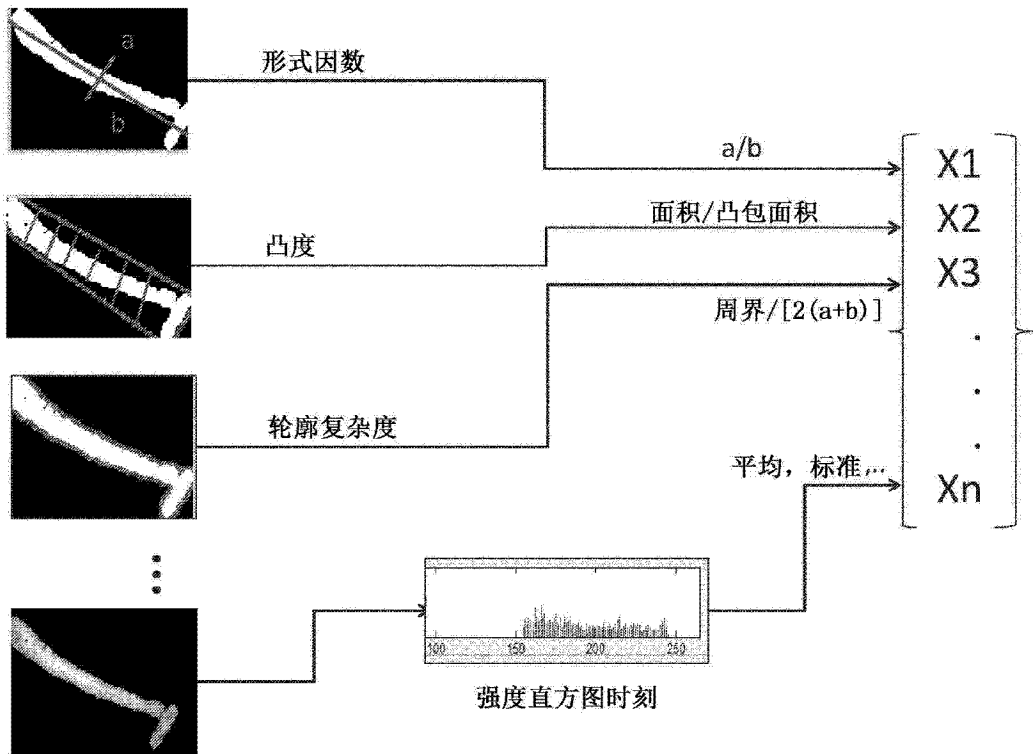 a
b
形式因数
a/b
X1
凸度
面积/凸包面积
X2
X3
周界/[2(a+b)]
轮廓复杂度
平均，标准...
Xn
100 150 200 250
强度直方图时刻